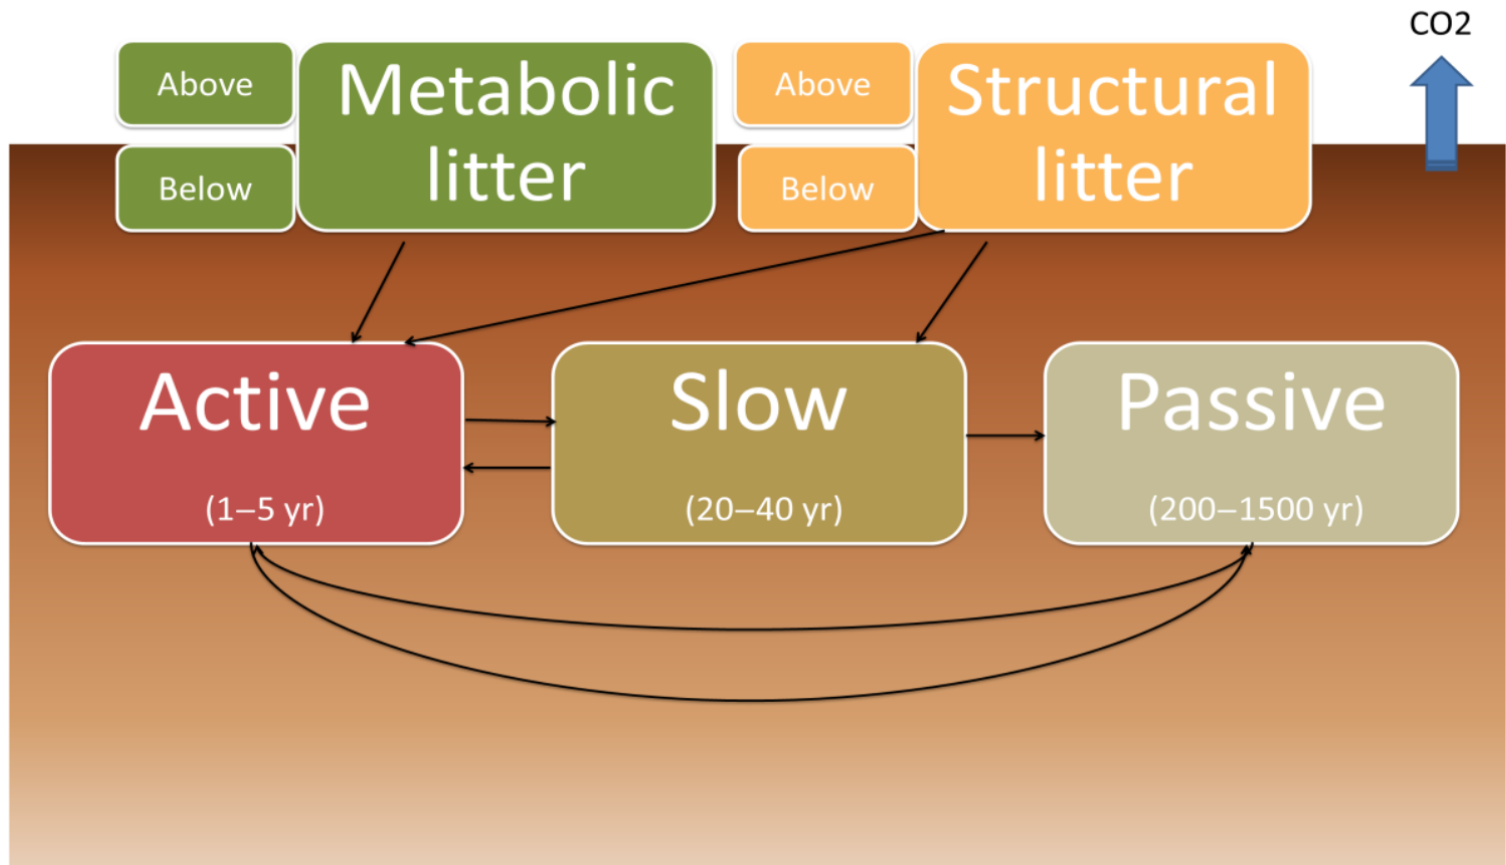 CO2
Above
Metabolic
litter
Below
Above
Structural
litter
Below
Active
(1–5 yr)
Slow
(20–40 yr)
Passive
(200–1500 yr)